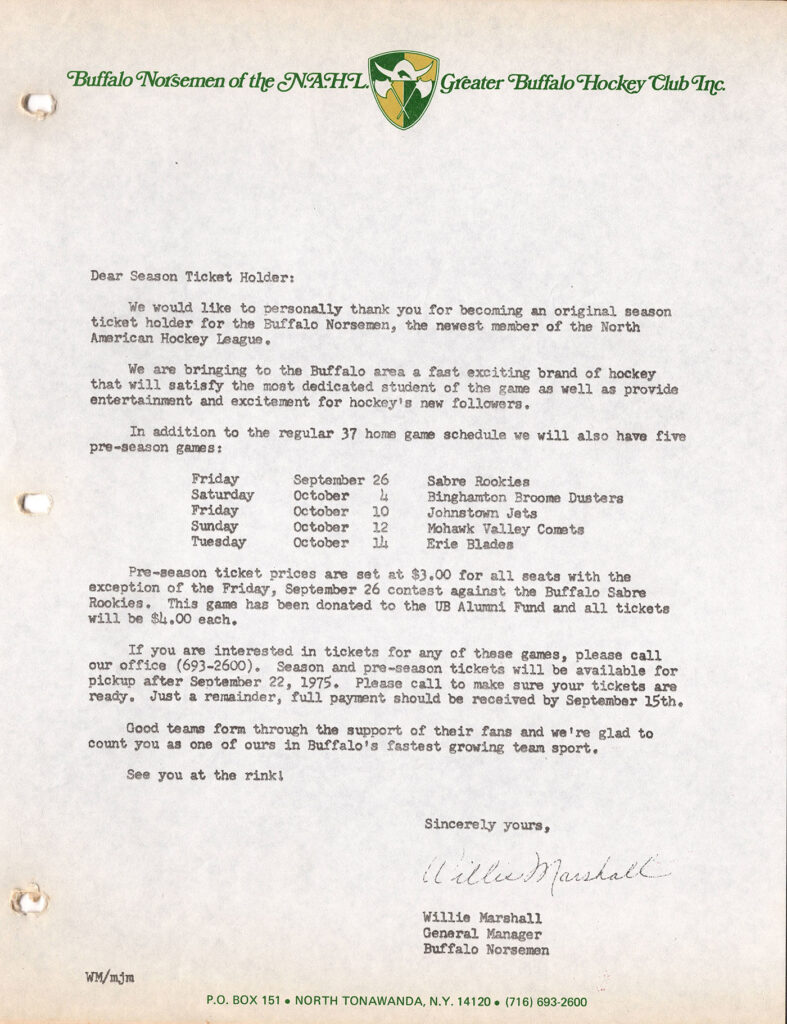 Buffalo Norsemen of the N.A.H.L. Greater Buffalo Hockey Club Inc.
Dear Season Ticket Holder:
We would like to personally thank you for becoming an original season
ticket holder for the Buffalo Norsemen, the newest member of the North
American Hockey League.
We are bringing to the Buffalo area a fast exciting brand of hockey
that will satisfy the most dedicated student of the game as well as provide
entertainment and excitement for hockey's new followers.
In addition to the regular 37 home game schedule we will also have five
pre-season games:
Friday September 26 Sabre Rookies
Saturday October 4 Binghamton Broome Dusters
Friday October 10 Johnstown Jets
Sunday October 12 Mohawk Valley Comets
Tuesday October 14 Erie Blades
Pre-season ticket prices are set at $3.00 for all seats with the
exception of the Friday, September 26 contest against the Buffalo Sabre
Rookies. This game has been donated to the UB Alumni Fund and all tickets
will be $4.00 each.
If you are interested in tickets for any of these games, please call
our office (693-2600). Season and pre-season tickets will be available for
pickup after September 22, 1975. Please call to make sure your tickets are
ready. Just a remainder, full payment should be received by September 15th.
Good teams form through the support of their fans and we're glad to
count you as one of ours in Buffalo's fastest growing team sport.
See you at the rink!
Sincerely yours,
Willie Marshall
Willie Marshall
General Manager
Buffalo Norsemen
WM/mjm
P.O. BOX 151 • NORTH TONAWANDA, N.Y. 14120 • (716) 693-2600